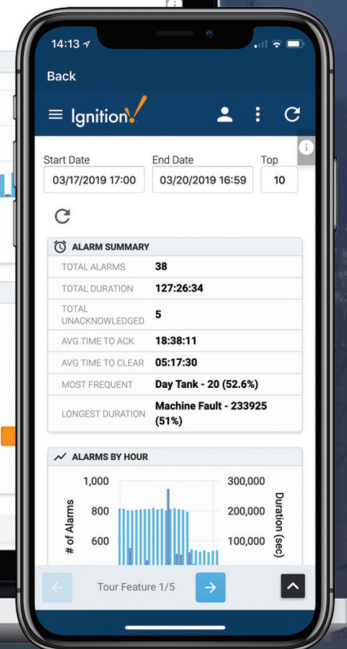 14:13
Back
Ignition!
Start Date End Date Top
03/17/2019 17:00 03/20/2019 16:59 10
ALARM SUMMARY
TOTAL ALARMS 38
TOTAL DURATION 127:26:34
TOTAL
UNACKNOWLEDGED 5
AVG TIME TO ACK 18:38:11
AVG TIME TO CLEAR 05:17:30
MOST FREQUENT Day Tank - 20 (52.6%)
LONGEST DURATION Machine Fault - 233925
(51%)
ALARMS BY HOUR
# of Alarms
1,000 300,000
800 200,000
600 100,000
Duration (sec)
Tour Feature 1/5